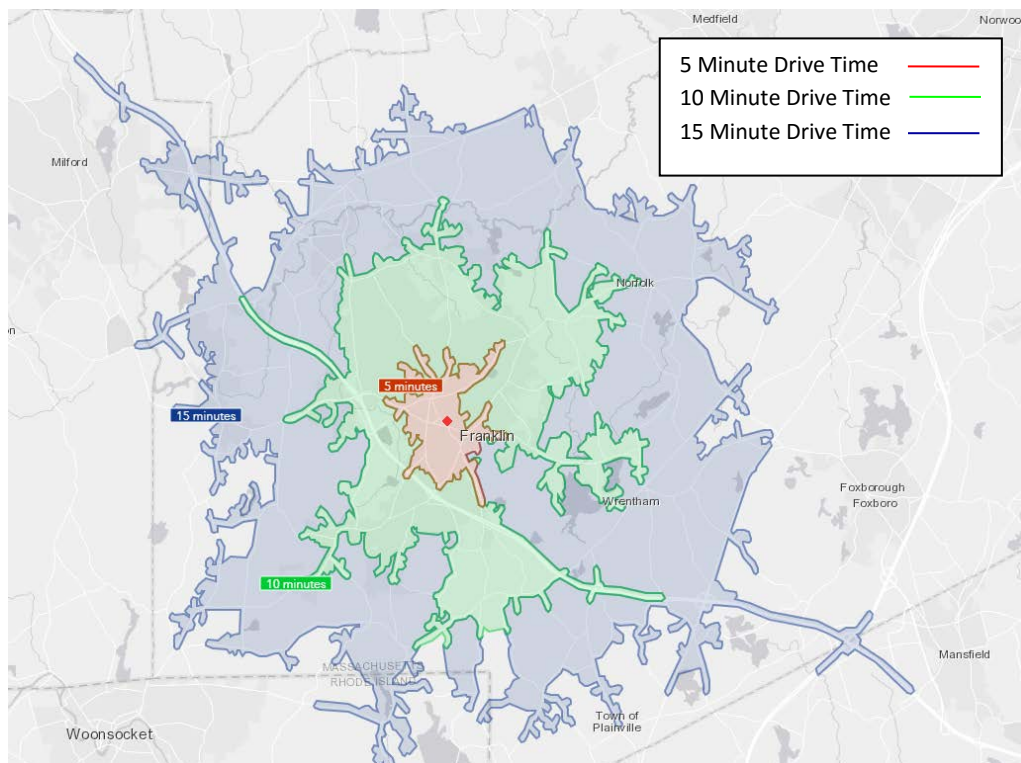 Medfield
Norwoo
5 Minute Drive Time
10 Minute Drive Time
15 Minute Drive Time
Milford
Norfolk
on
5 minutes
15 minutes
Franklin
Foxborough
Foxboro
Wrentham
10 minutes
Mansfield
MASSACHUSETTS
RHODE ISLAND
Town of
Plainville
Woonsocket